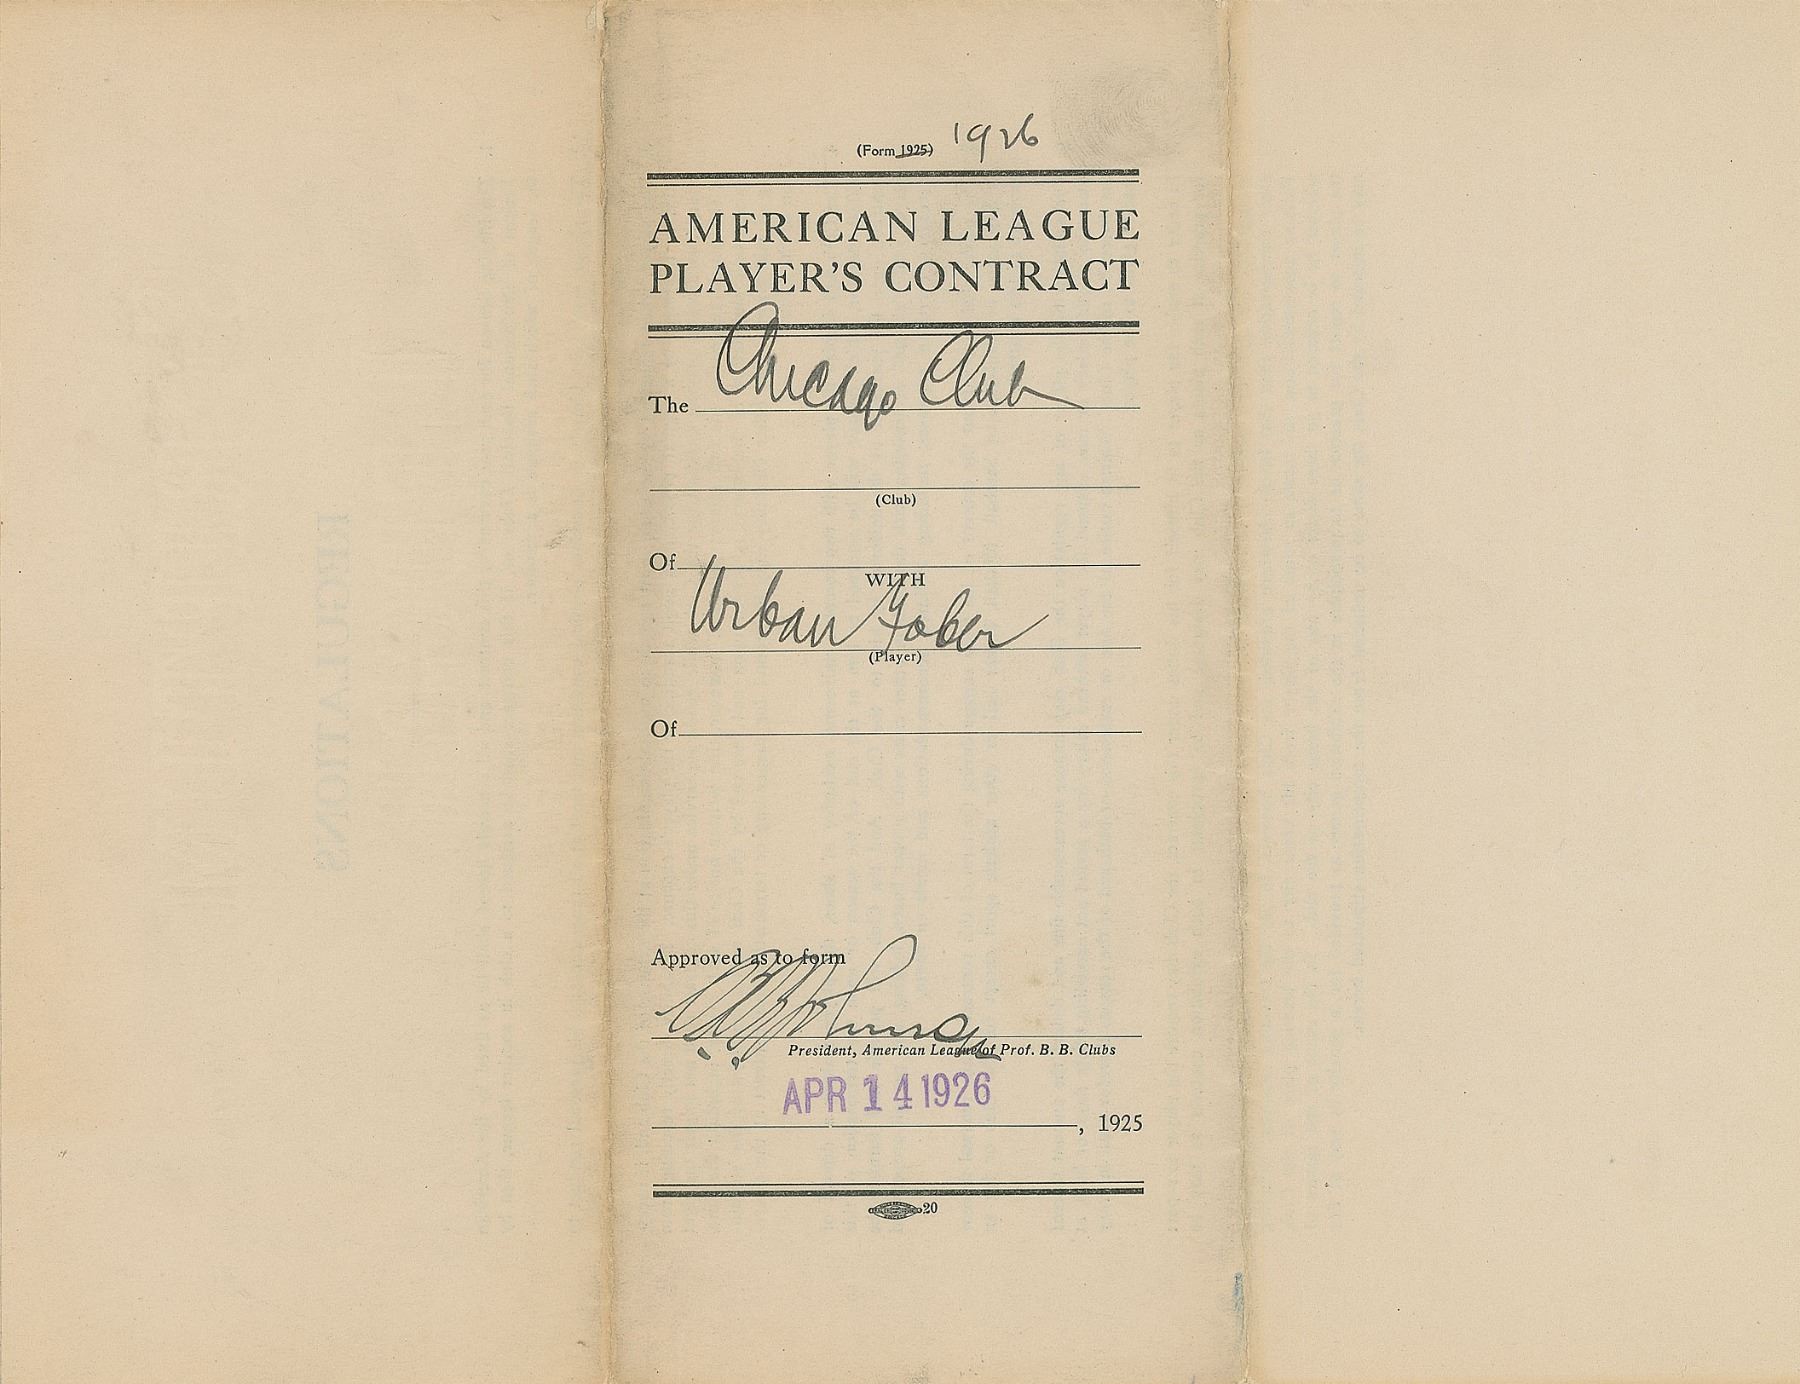 (Form 1925) 1926
AMERICAN LEAGUE
PLAYER'S CONTRACT
The Chicago Club
(Club)
Of
WITH
Urban Faber
(Player)
Of
Approved as to form
President, American League of Prof. B. B. Clubs
APR 14 1926
, 1925
20
REGULATIONS